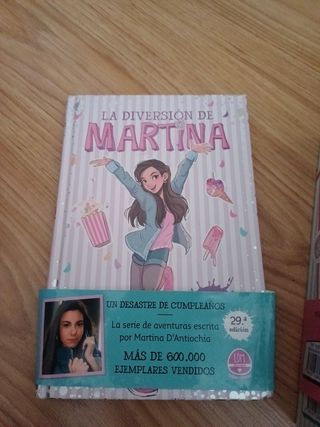 LA DIVERSIÓN DE
MARTINA
UN DESASTRE DE CUMPLEAÑOS
La serie de aventuras escrita
por Martina D'Antiochia
MÁS DE 600.000
EJEMPLARES VENDIDOS
29.ª
edición